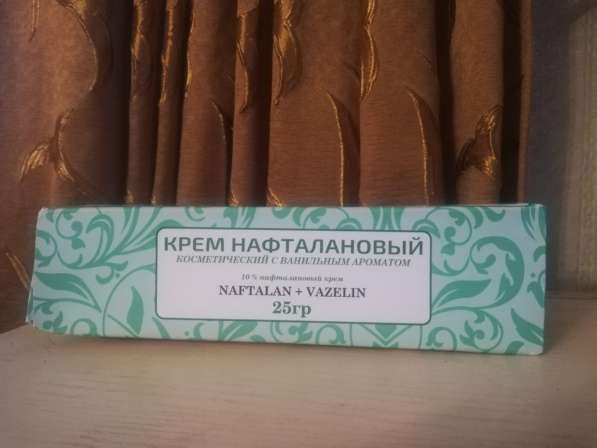 КРЕМ НАФТАЛАНОВЫЙ
КОСМЕТИЧЕСКИЙ С ВАНИЛЬНЫМ АРОМАТОМ
10 % нафталановый крем
NAFTALAN + VAZELIN
25гр